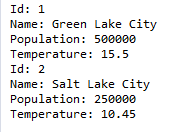 Id: 1
Name: Green Lake City
Population: 500000
Temperature: 15.5
Id: 2
Name: Salt Lake City
Population: 250000
Temperature: 10.45